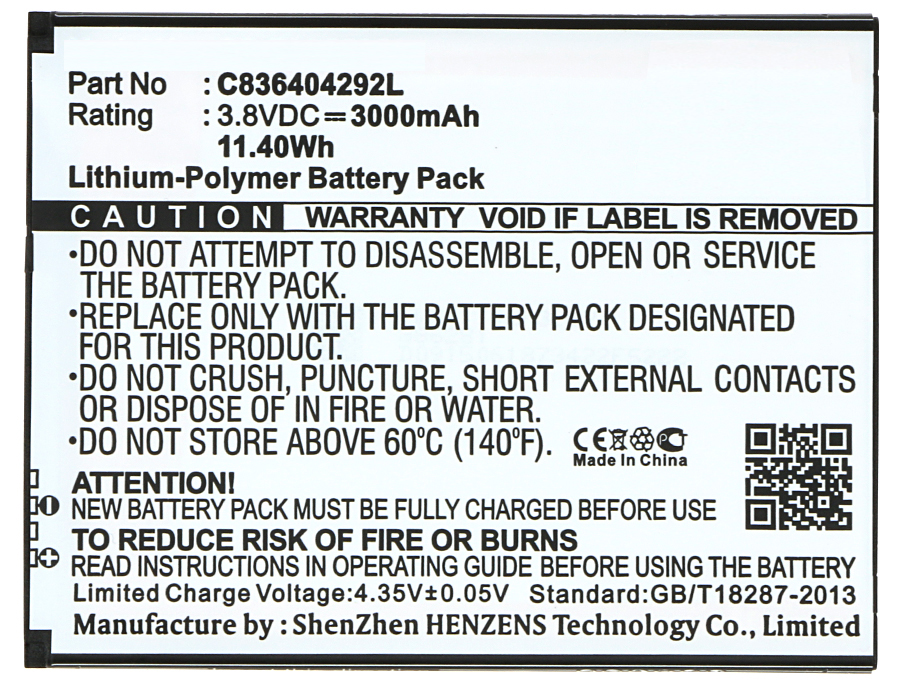 Part No : C836404292L
Rating : 3.8VDC⎓3000mAh
11.40Wh
Lithium-Polymer Battery Pack
CAUTION WARRANTY VOID IF LABEL IS REMOVED
•DO NOT ATTEMPT TO DISASSEMBLE, OPEN OR SERVICE
THE BATTERY PACK.
•REPLACE ONLY WITH THE BATTERY PACK DESIGNATED
FOR THIS PRODUCT.
•DO NOT CRUSH, PUNCTURE, SHORT EXTERNAL CONTACTS
OR DISPOSE OF IN FIRE OR WATER.
•DO NOT STORE ABOVE 60°C (140°F).
CE PCT
Made In China
ATTENTION!
NEW BATTERY PACK MUST BE FULLY CHARGED BEFORE USE
TO REDUCE RISK OF FIRE OR BURNS
READ INSTRUCTIONS IN OPERATING GUIDE BEFORE USING THE BATTERY
Limited Charge Voltage:4.35V±0.05V Standard:GB/T18287-2013
Manufacture by : ShenZhen HENZENS Technology Co., Limited